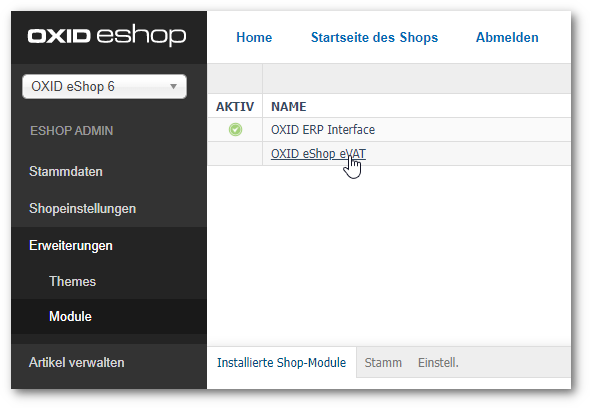 OXID eshop
Home Startseite des Shops Abmelden
OXID eShop 6
AKTIV NAME
ESHOP ADMIN
OXID ERP Interface
OXID eShop eVAT
Stammdaten
Shopeinstellungen
Erweiterungen
Themes
Module
Artikel verwalten
Installierte Shop-Module Stamm Einstell.